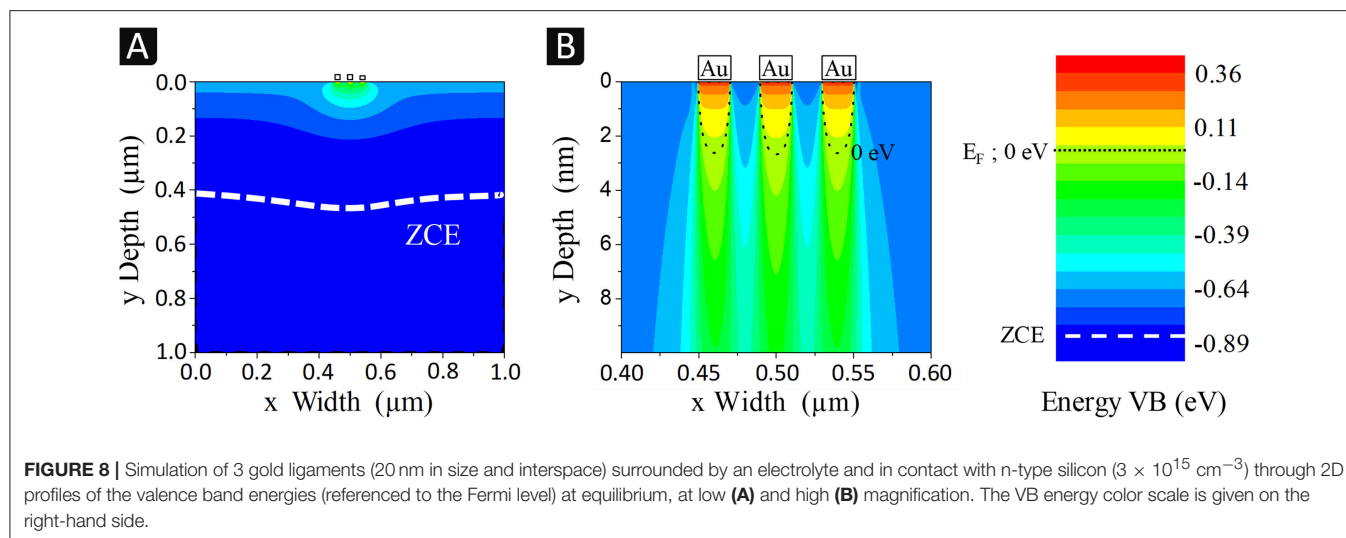 A
0.0
0.2
0.4
0.6
0.8
1.0
y Depth (µm)
ZCE
0.0 0.2 0.4 0.6 0.8 1.0
x Width (µm)
B
Au Au Au
0
2
4
6
8
y Depth (nm)
0 eV
0.40 0.45 0.50 0.55 0.60
x Width (µm)
0.36
0.11
E_F ; 0 eV
-0.14
-0.39
-0.64
ZCE
-0.89
Energy VB (eV)
FIGURE 8 | Simulation of 3 gold ligaments (20 nm in size and interspace) surrounded by an electrolyte and in contact with n-type silicon (3 × 10¹⁵ cm⁻³) through 2D
profiles of the valence band energies (referenced to the Fermi level) at equilibrium, at low (A) and high (B) magnification. The VB energy color scale is given on the
right-hand side.